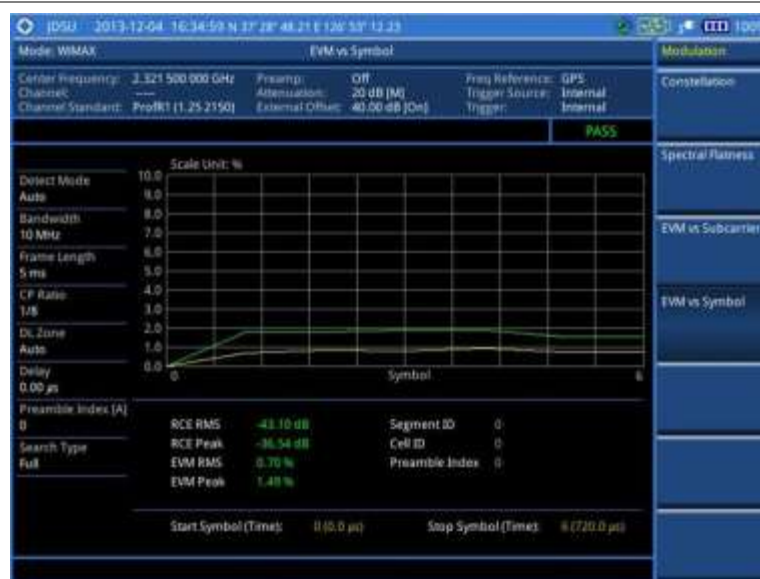 JDSU 2013-12-04 16:34:59 N 37° 28' 48.21 E 126° 53' 12.23 100%
Mode: WIMAX EVM vs Symbol Modulation
Center Frequency: 2.321 500 000 GHz Preamp: Off Freq Reference: GPS
Channel: ---- Attenuation: 20 dB [M] Trigger Source: Internal
Channel Standard: ProfR1 (1.25 2150) External Offset: 40.00 dB [On] Trigger: Internal
PASS
Constellation
Spectral Flatness
EVM vs Subcarrier
EVM vs Symbol
Scale Unit: %
10.0
9.0
8.0
7.0
6.0
5.0
4.0
3.0
2.0
1.0
0.0
0 Symbol 6
Detect Mode
Auto
Bandwidth
10 MHz
Frame Length
5 ms
CP Ratio
1/8
DL Zone
Auto
Delay
0.00 µs
Preamble Index [A]
0
Search Type
Full
RCE RMS -43.10 dB Segment ID 0
RCE Peak -36.54 dB Cell ID 0
EVM RMS 0.70 % Preamble Index 0
EVM Peak 1.49 %
Start Symbol (Time): 0 (0.0 µs) Stop Symbol (Time): 6 (720.0 µs)